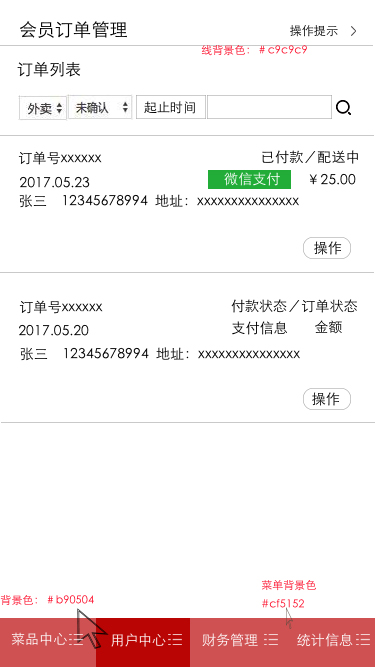 会员订单管理 操作提示
线背景色：＃c9c9c9
订单列表
外卖 未确认 起止时间
订单号xxxxxx 已付款／配送中
2017.05.23 微信支付 ￥25.00
张三 12345678994 地址：xxxxxxxxxxxxxxx
操作
订单号xxxxxx 付款状态／订单状态
2017.05.20 支付信息 金额
张三 12345678994 地址：xxxxxxxxxxxxxxx
操作
菜单背景色
背景色：＃b90504 #cf5152
菜品中心 用户中心 财务管理 统计信息